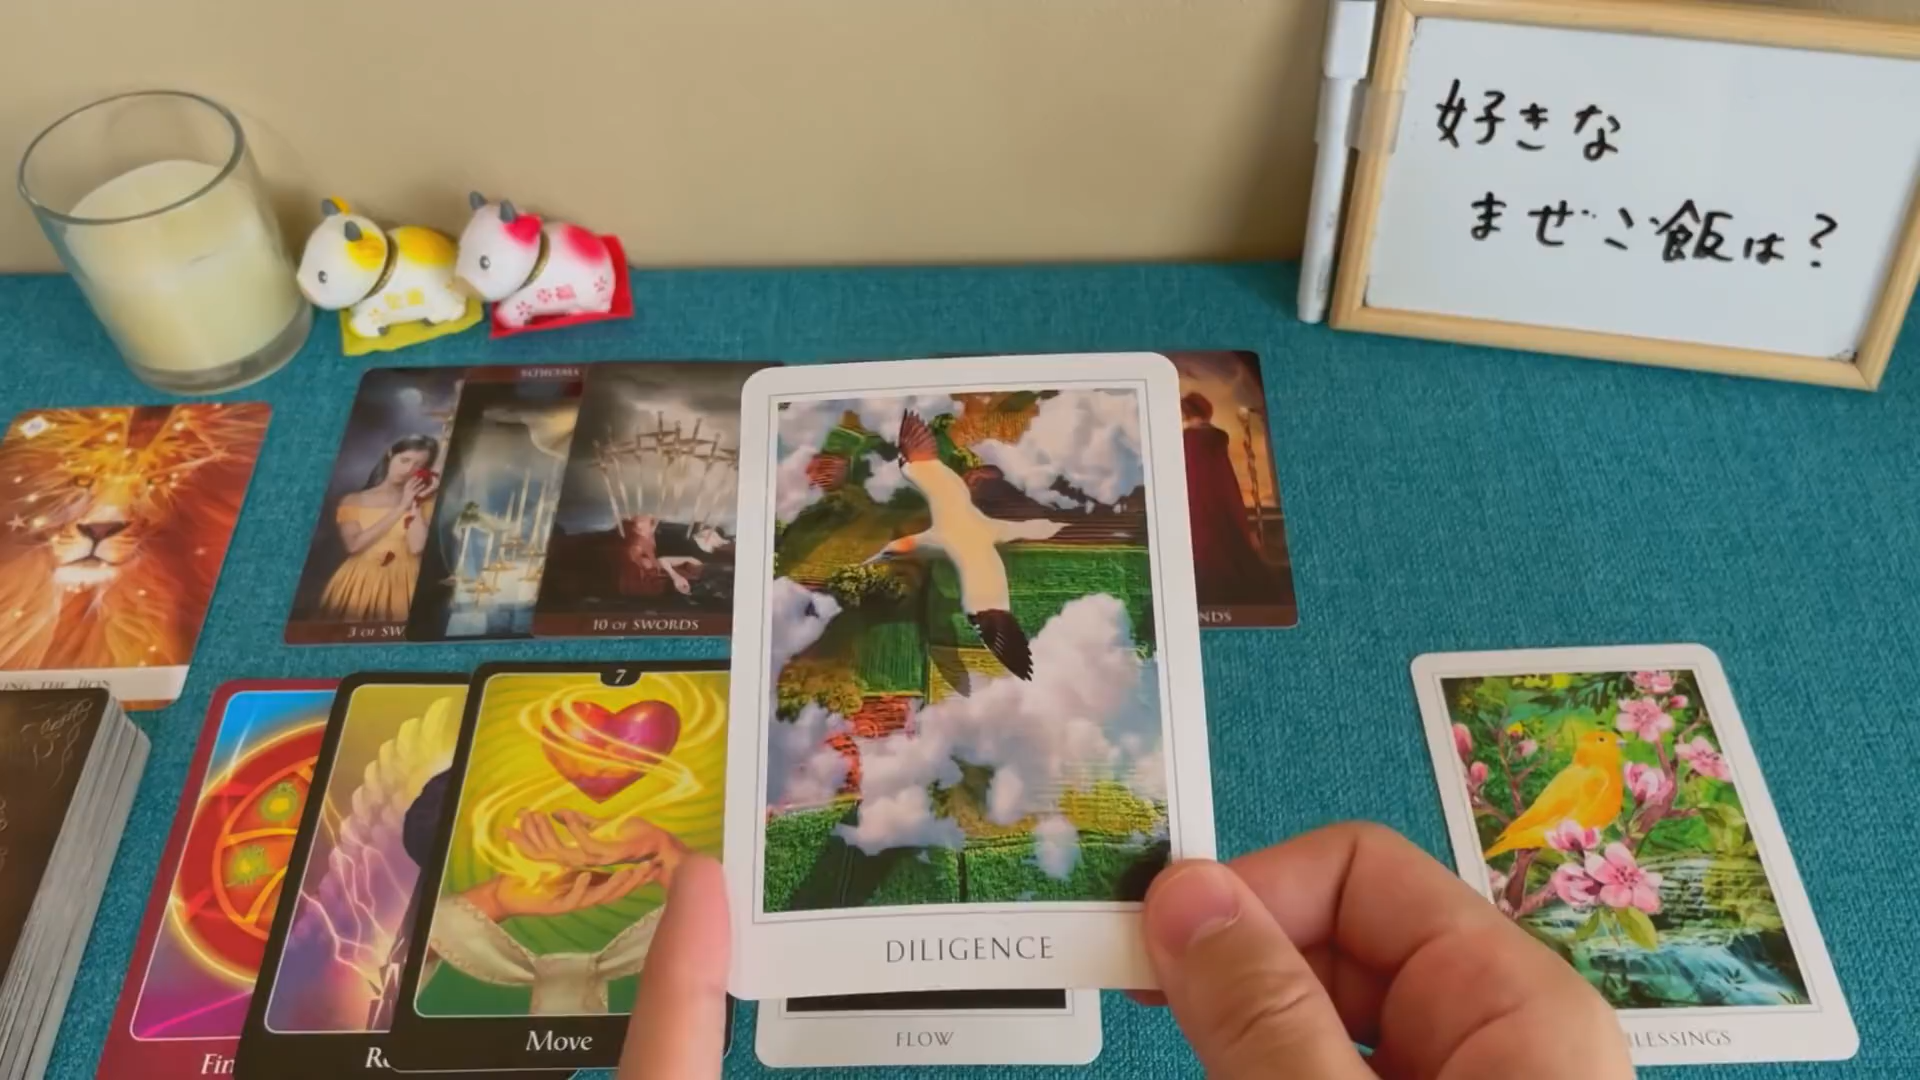 好きな
まぜご飯は?
3 OF SW
10 OF SWORDS
NDS
7
Fin
Move
DILIGENCE
FLOW
LESSINGS